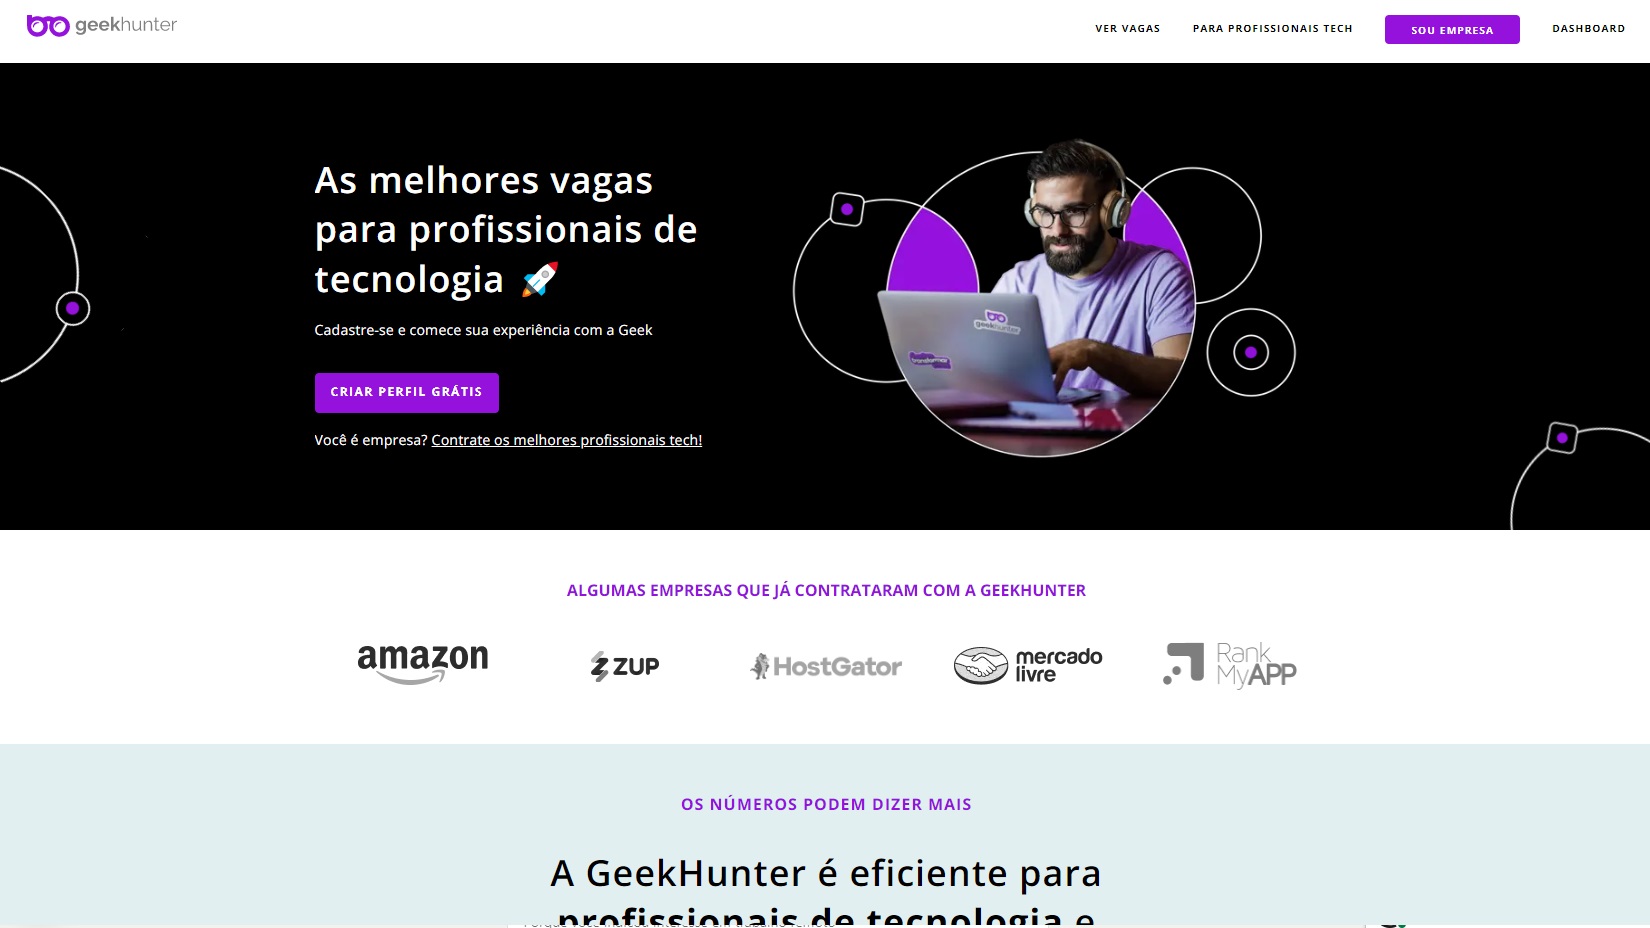 geekhunter
VER VAGAS
PARA PROFISSIONAIS TECH
SOU EMPRESA
DASHBOARD
As melhores vagas
para profissionais de
tecnologia 🚀
Cadastre-se e comece sua experiência com a Geek
CRIAR PERFIL GRÁTIS
Você é empresa? Contrate os melhores profissionais tech!
geekhunter
ALGUMAS EMPRESAS QUE JÁ CONTRATARAM COM A GEEKHUNTER
amazon
ZUP
HostGator
mercado
livre
Rank
MyAPP
OS NÚMEROS PODEM DIZER MAIS
A GeekHunter é eficiente para
profissionais de tecnologia e